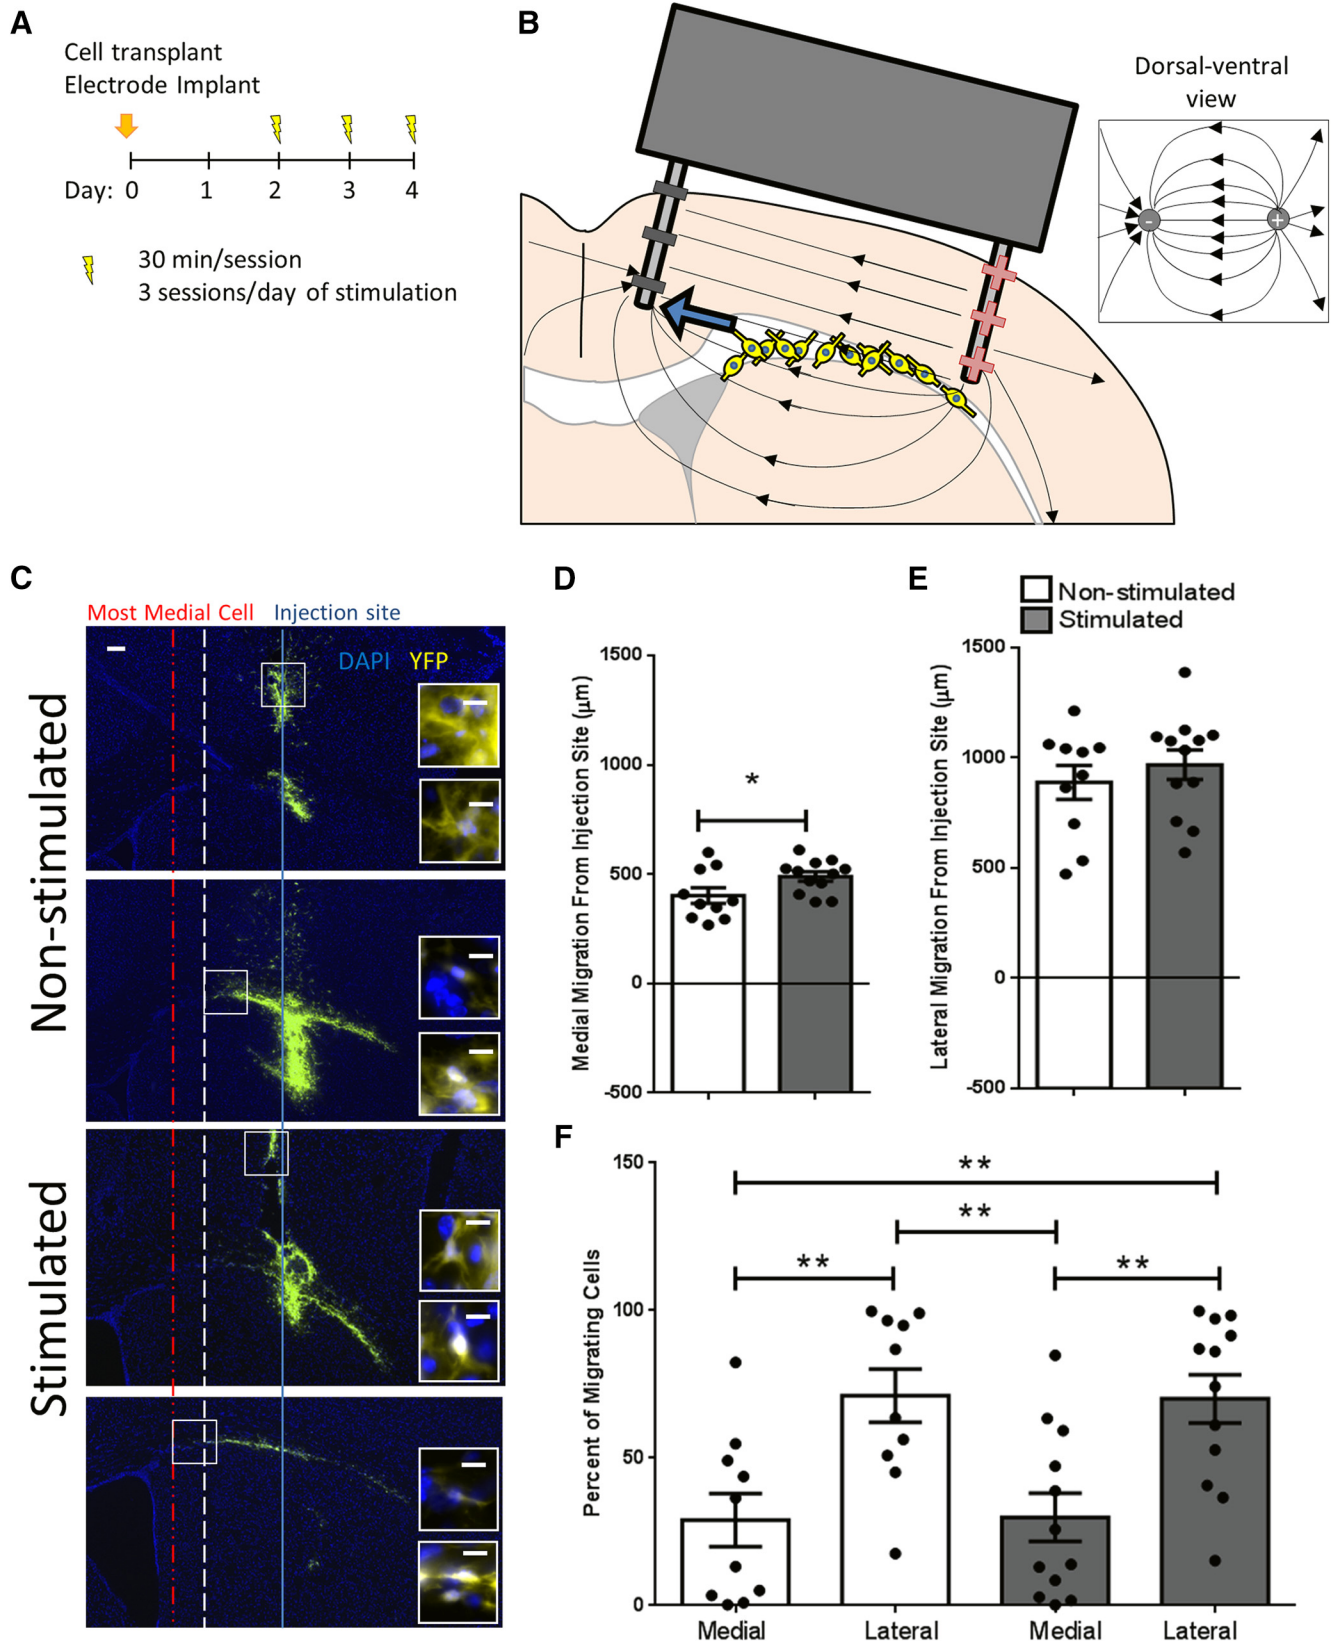 A
Cell transplant
Electrode Implant
Day: 0 1 2 3 4
30 min/session
3 sessions/day of stimulation
B
Dorsal-ventral
view
- +
C
Most Medial Cell Injection site
DAPI YFP
Non-stimulated
Stimulated
D
Medial Migration From Injection Site (μm)
1500
1000
500
0
-500
*
E
Non-stimulated
Stimulated
Lateral Migration From Injection Site (μm)
1500
1000
500
0
-500
F
Percent of Migrating Cells
150
100
50
0
**
**
** **
Medial Lateral Medial Lateral